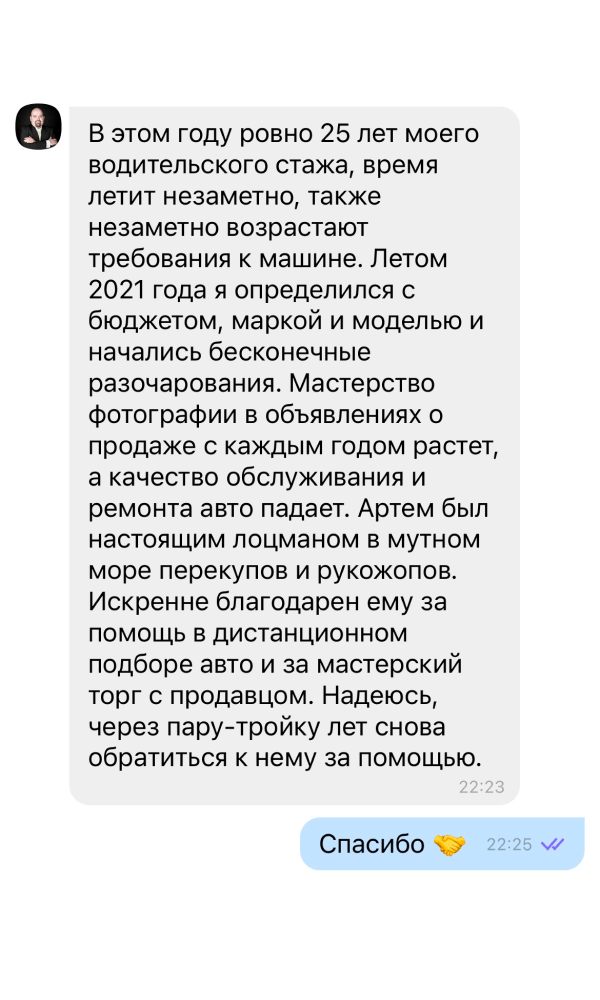 В этом году ровно 25 лет моего
водительского стажа, время
летит незаметно, также
незаметно возрастают
требования к машине. Летом
2021 года я определился с
бюджетом, маркой и моделью и
начались бесконечные
разочарования. Мастерство
фотографии в объявлениях о
продаже с каждым годом растет,
а качество обслуживания и
ремонта авто падает. Артем был
настоящим лоцманом в мутном
море перекупов и рукожопов.
Искренне благодарен ему за
помощь в дистанционном
подборе авто и за мастерский
торг с продавцом. Надеюсь,
через пару-тройку лет снова
обратиться к нему за помощью.
22:23
Спасибо 🤝 22:25